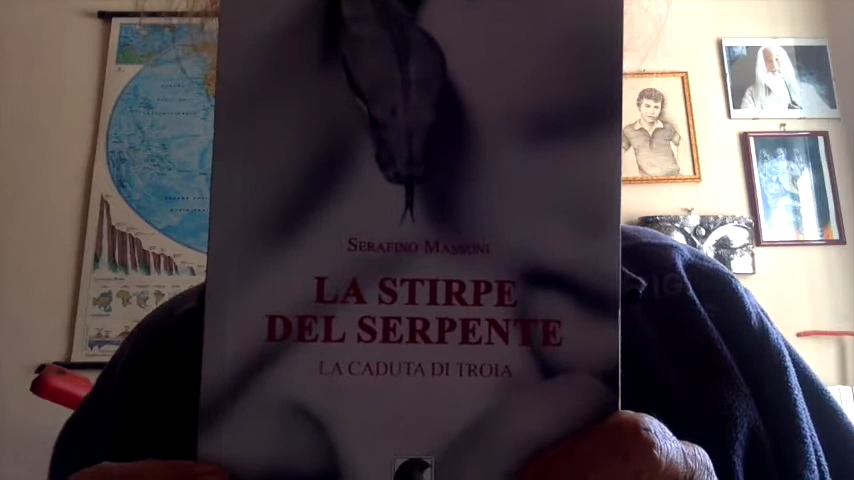 SERAFINO MASSONI
LA STIRPE
DEL SERPENTE
LA CADUTA DI TROIA